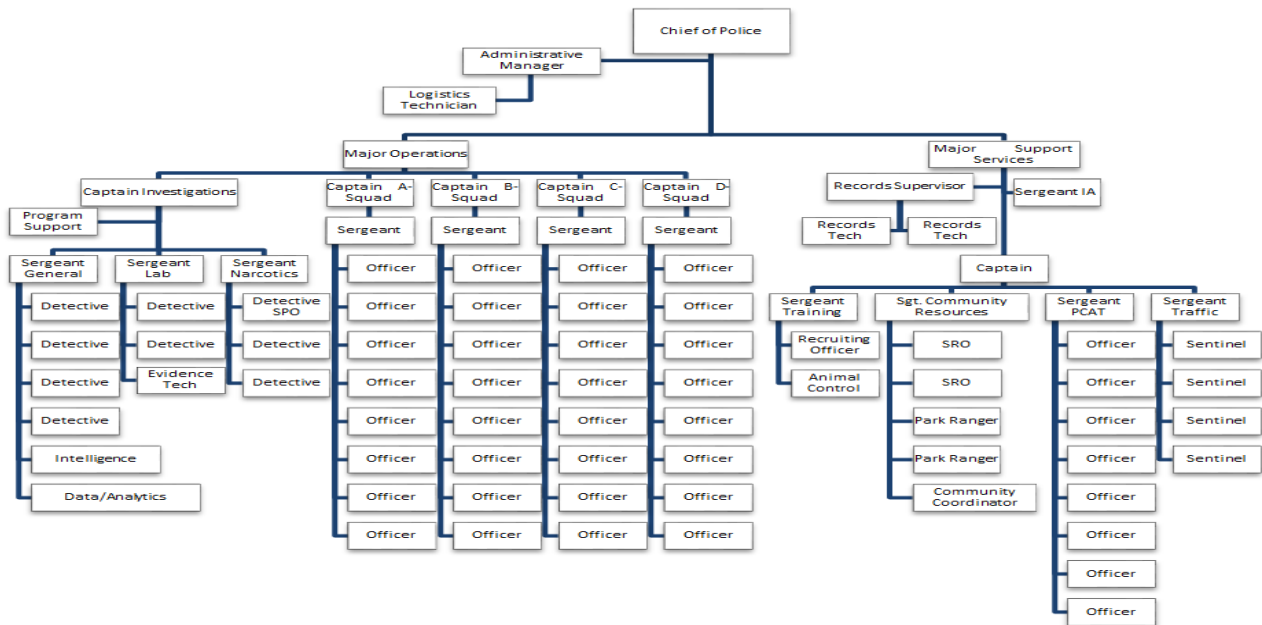 Chief of Police
Administrative
Manager
Logistics
Technician
Major Operations
Major Support
Services
Captain Investigations
Program
Support
Sergeant
General
Detective
Detective
Detective
Detective
Intelligence
Data/Analytics
Sergeant
Lab
Detective
Detective
Evidence
Tech
Sergeant
Narcotics
Detective
SPO
Detective
Detective
Captain A-
Squad
Sergeant
Officer
Officer
Officer
Officer
Officer
Officer
Officer
Officer
Captain B-
Squad
Sergeant
Officer
Officer
Officer
Officer
Officer
Officer
Officer
Officer
Captain C-
Squad
Sergeant
Officer
Officer
Officer
Officer
Officer
Officer
Officer
Officer
Captain D-
Squad
Sergeant
Officer
Officer
Officer
Officer
Officer
Officer
Officer
Officer
Records Supervisor
Sergeant IA
Records
Tech
Records
Tech
Captain
Sergeant
Training
Recruiting
Officer
Animal
Control
Sgt. Community
Resources
SRO
SRO
Park Ranger
Park Ranger
Community
Coordinator
Sergeant
PCAT
Officer
Officer
Officer
Officer
Officer
Officer
Officer
Officer
Sergeant
Traffic
Sentinel
Sentinel
Sentinel
Sentinel